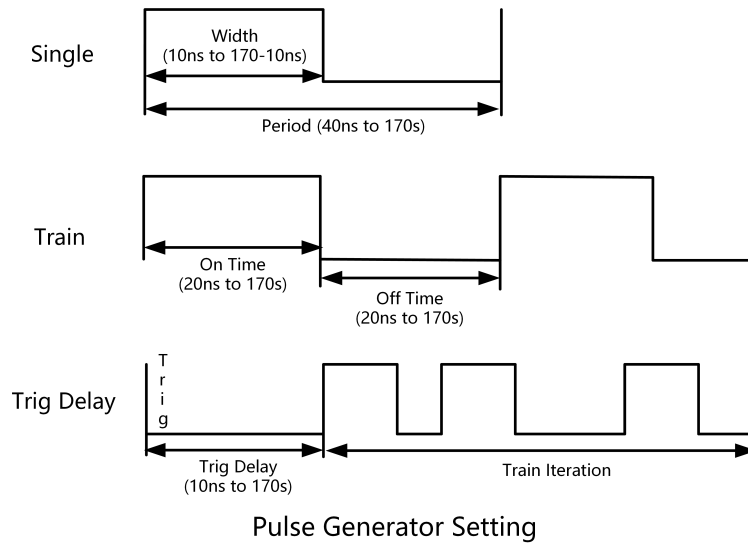 Single
Width
(10ns to 170-10ns)
Period (40ns to 170s)
Train
On Time
(20ns to 170s)
Off Time
(20ns to 170s)
Trig Delay
Trig
Trig Delay
(10ns to 170s)
Train Iteration
Pulse Generator Setting